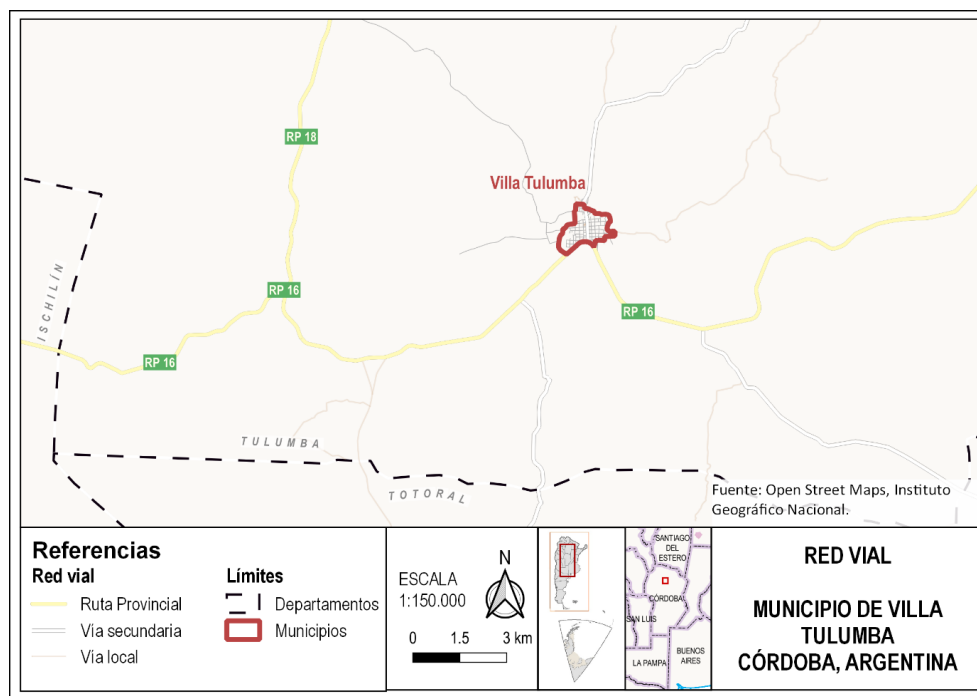 RP 18
Villa Tulumba
ISCHILÍN
RP 16
RP 16
RP 16
TULUMBA
TOTORAL
Fuente: Open Street Maps, Instituto
Geográfico Nacional.
Referencias
Red vial
Ruta Provincial
Via secundaria
Via local
Límites
Departamentos
Municipios
ESCALA
1:150.000
N
0 1.5 3 km
SANTIAGO
DEL
ESTERO
CÓRDOBA
SAN LUIS
LA PAMPA
BUENOS
AIRES
RED VIAL
MUNICIPIO DE VILLA
TULUMBA
CÓRDOBA, ARGENTINA